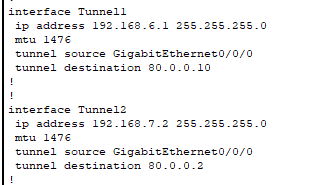 interface Tunnel1
ip address 192.168.6.1 255.255.255.0
mtu 1476
tunnel source GigabitEthernet0/0/0
tunnel destination 80.0.0.10
!
!
interface Tunnel2
ip address 192.168.7.2 255.255.255.0
mtu 1476
tunnel source GigabitEthernet0/0/0
tunnel destination 80.0.0.2
!